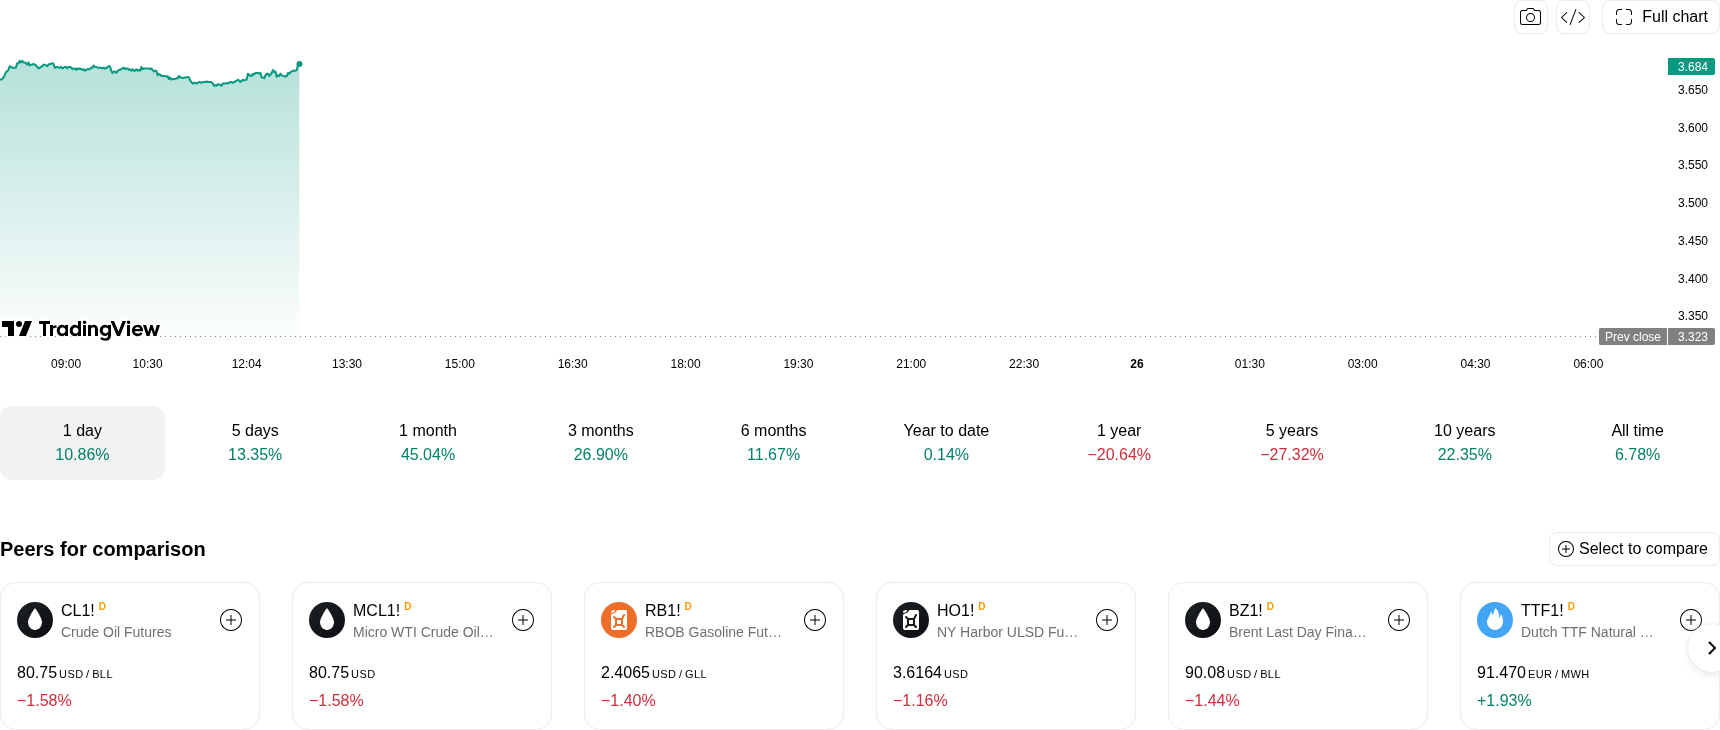 Full chart
3.684
3.650
3.600
3.550
3.500
3.450
3.400
3.350
Prev close 3.323
TradingView
09:00 10:30 12:04 13:30 15:00 16:30 18:00 19:30 21:00 22:30 26 01:30 03:00 04:30 06:00
1 day 5 days 1 month 3 months 6 months Year to date 1 year 5 years 10 years All time
10.86% 13.35% 45.04% 26.90% 11.67% 0.14% −20.64% −27.32% 22.35% 6.78%
Peers for comparison
Select to compare
CL1! D
Crude Oil Futures
80.75 USD / BLL
−1.58%
MCL1! D
Micro WTI Crude Oil…
80.75 USD
−1.58%
RB1! D
RBOB Gasoline Fut…
2.4065 USD / GLL
−1.40%
HO1! D
NY Harbor ULSD Fu…
3.6164 USD
−1.16%
BZ1! D
Brent Last Day Fina…
90.08 USD / BLL
−1.44%
TTF1! D
Dutch TTF Natural …
91.470 EUR / MWH
+1.93%